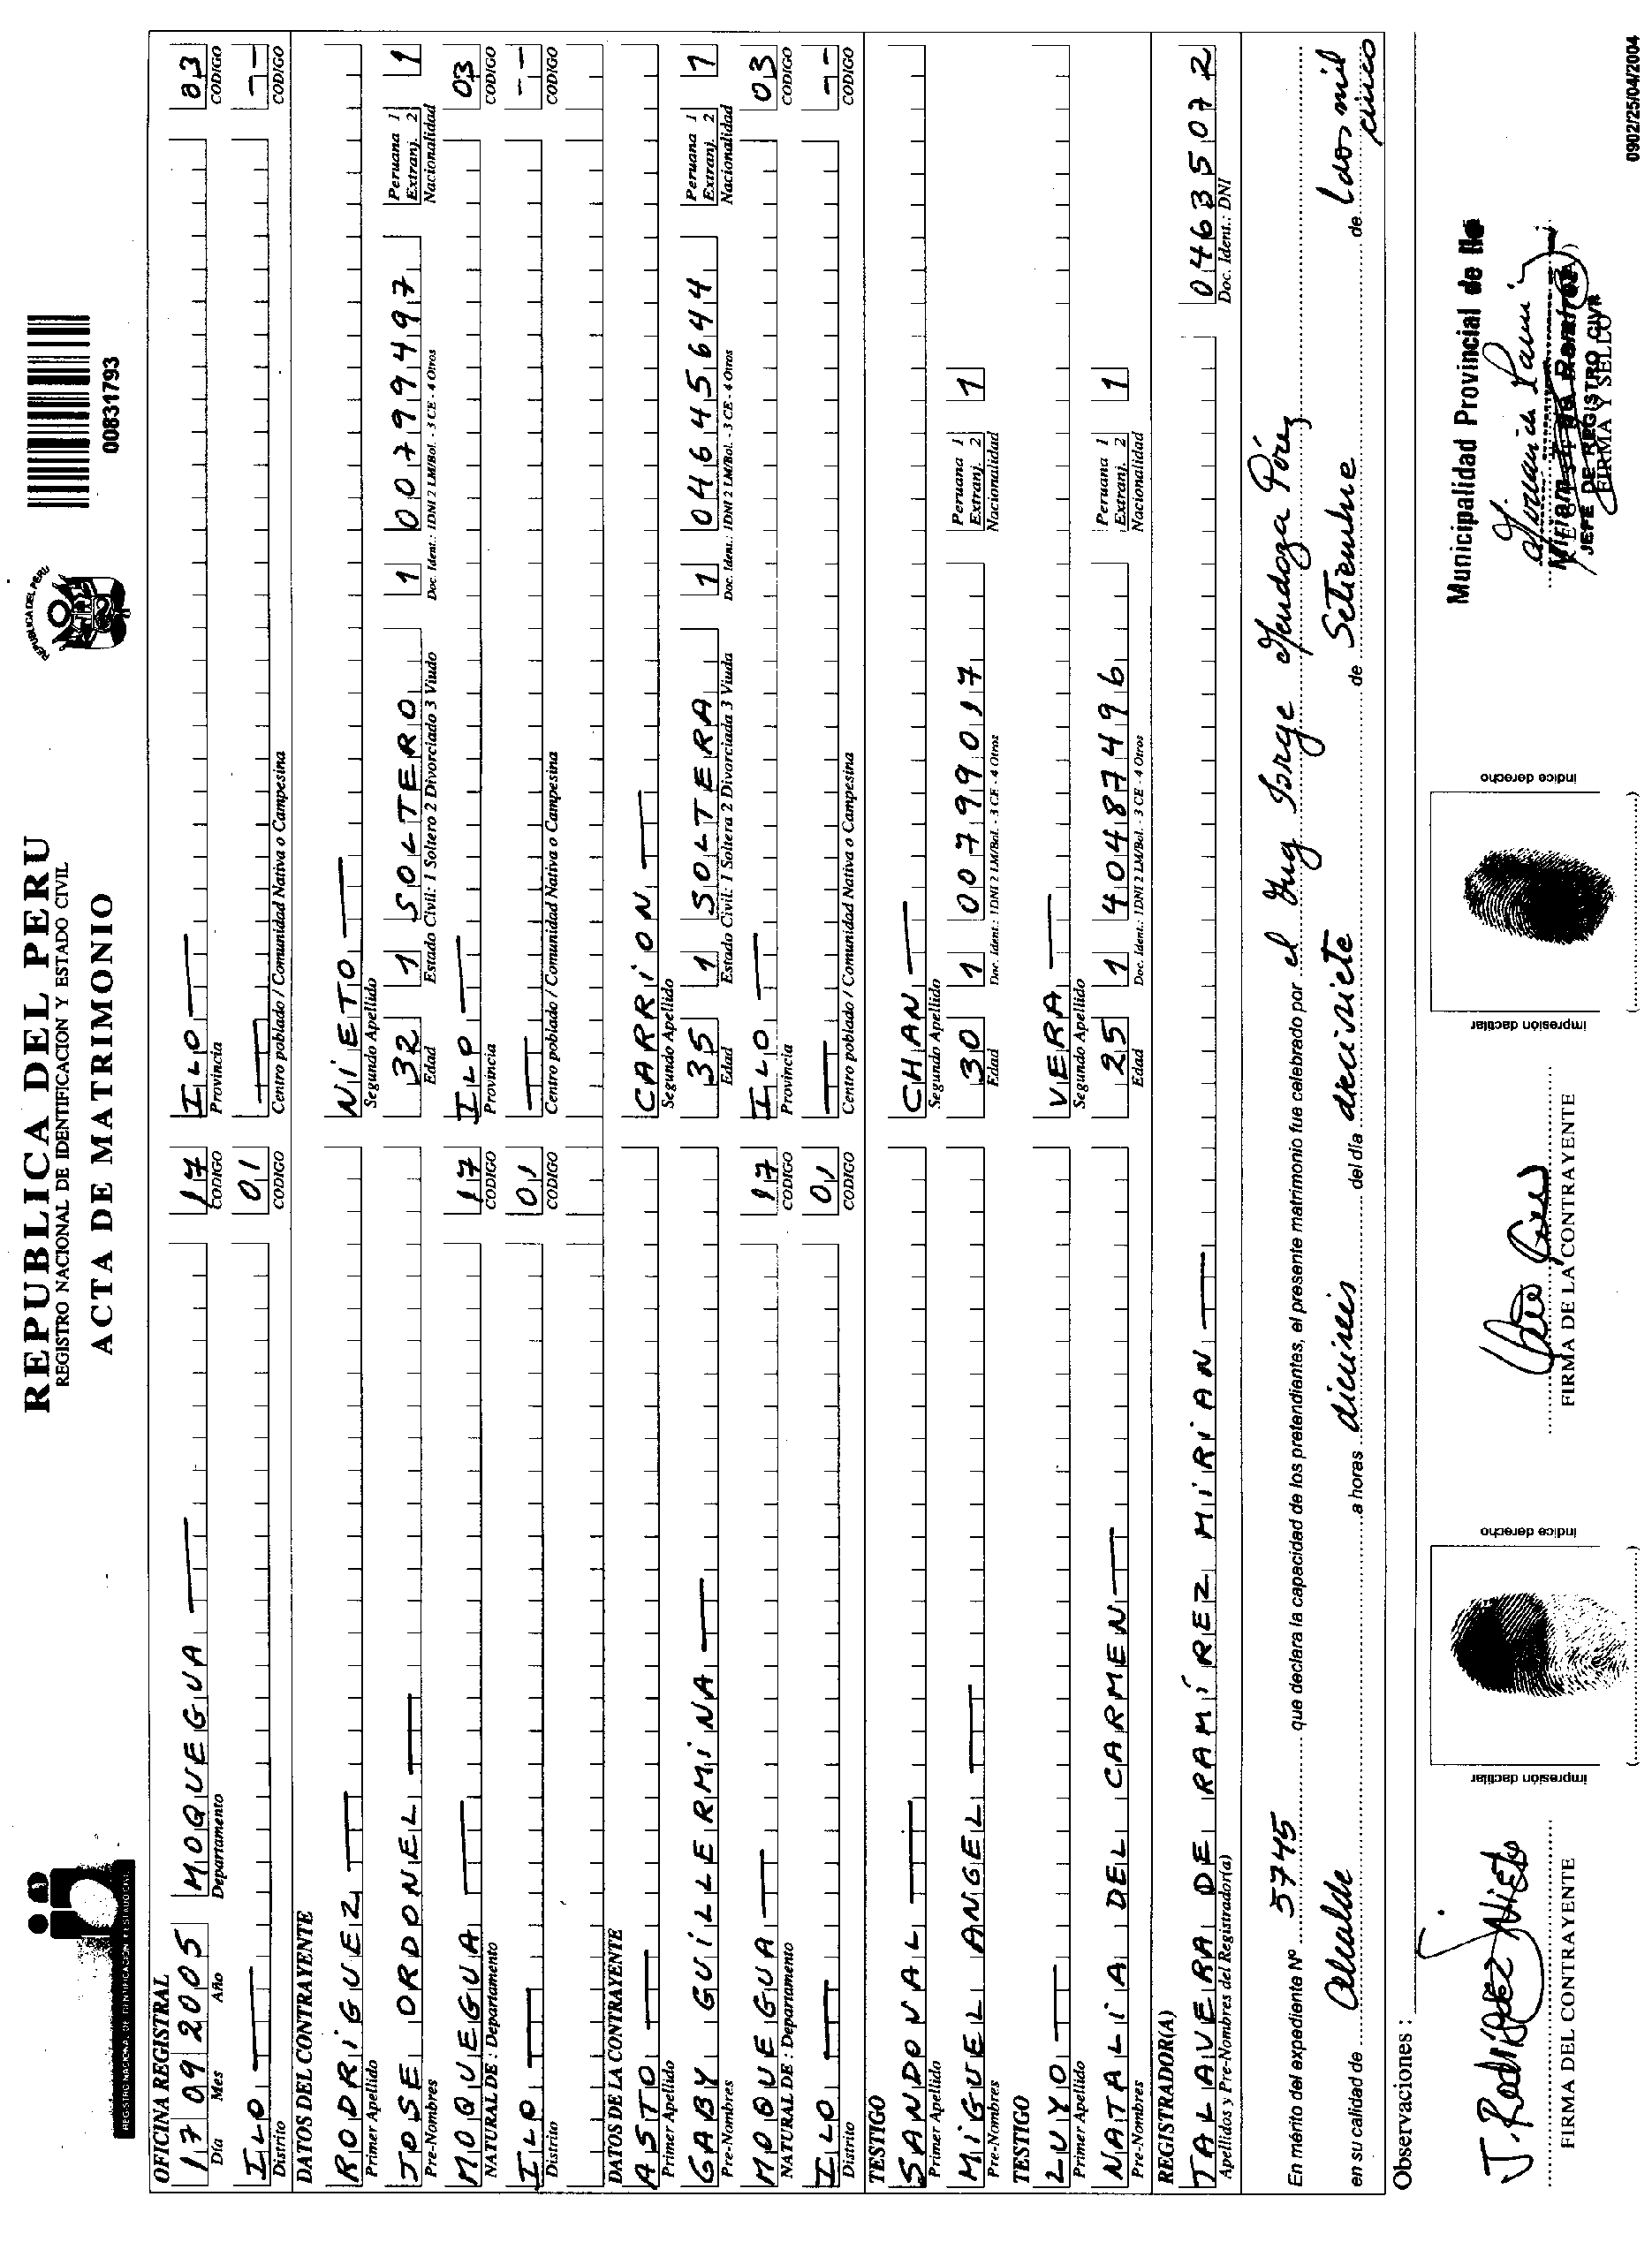 REPUBLICA DEL PERU
REGISTRO NACIONAL DE IDENTIFICACION Y ESTADO CIVIL
ACTA DE MATRIMONIO
REPUBLICA DEL PERU
00831793
REGISTRO NACIONAL DE IDENTIFICACION Y ESTADO CIVIL
OFICINA REGISTRAL
17 09 2005 MOQUEGUA 17 ILO 03
Día Mes Año Departamento CODIGO Provincia CODIGO
ILO 01 --
Distrito CODIGO Centro poblado / Comunidad Nativa o Campesina CODIGO
DATOS DEL CONTRAYENTE
RODRIGUEZ NIETO
Primer Apellido Segundo Apellido
JOSE ORDONEL 32 1 SOLTERO 1 00799497 Peruana 1 Extranj. 2 1
Pre-Nombres Edad Estado Civil: 1 Soltero 2 Divorciado 3 Viudo Doc. Ident.: 1DNI 2 LM/Bol. - 3 CE - 4 Otros Nacionalidad
MOQUEGUA 17 ILO 03
NATURAL DE : Departamento CODIGO Provincia CODIGO
ILO 01 --
Distrito CODIGO Centro poblado / Comunidad Nativa o Campesina CODIGO
DATOS DE LA CONTRAYENTE
ASTO CARRION
Primer Apellido Segundo Apellido
GABY GUILLERMINA 35 1 SOLTERA 1 04645644 Peruana 1 Extranj. 2 1
Pre-Nombres Edad Estado Civil: 1 Soltera 2 Divorciada 3 Viuda Doc. Ident.: 1DNI 2 LM/Bol. - 3 CE - 4 Otros Nacionalidad
MOQUEGUA 17 ILO 03
NATURAL DE : Departamento CODIGO Provincia CODIGO
ILO 01 --
Distrito CODIGO Centro poblado / Comunidad Nativa o Campesina CODIGO
TESTIGO
SANDOVAL CHAN
Primer Apellido Segundo Apellido
MIGUEL ANGEL 30 1 00799017 Peruana 1 Extranj. 2 1
Pre-Nombres Edad Doc. Ident.: 1DNI 2 LM/Bol. - 3 CE - 4 Otros Nacionalidad
TESTIGO
LUYO VERA
Primer Apellido Segundo Apellido
NATALIA DEL CARMEN 25 1 40487496 Peruana 1 Extranj. 2 1
Pre-Nombres Edad Doc. Ident.: 1DNI 2 LM/Bol. - 3 CE - 4 Otros Nacionalidad
REGISTRADOR(A)
TALAVERA DE RAMÍREZ MIRIAN 04635072
Apellidos y Pre-Nombres del Registrador(a) Doc. Ident.: DNI
En mérito del expediente Nº 5745 que declara la capacidad de los pretendientes, el presente matrimonio fue celebrado por el Ing Jorge Mendoza Pérez
en su calidad de Alcalde a horas dieciseis del día diecisiete de Setiembre de dos mil cinco
Observaciones :
Municipalidad Provincial de Ilo
J. Rodriguez Nieto
JEFE DE REGISTRO CIVIL
FIRMA Y SELLO
FIRMA DEL CONTRAYENTE impresión dactilar índice derecho FIRMA DE LA CONTRAYENTE impresión dactilar índice derecho
0902/25/04/2004